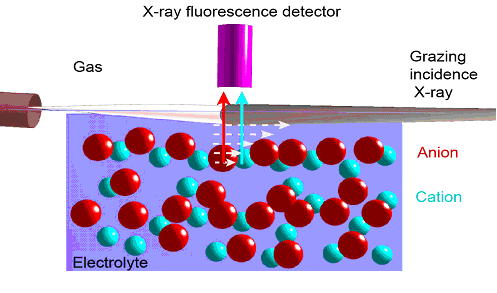 X-ray fluorescence detector
Gas
Grazing
incidence
X-ray
Anion
Cation
Electrolyte